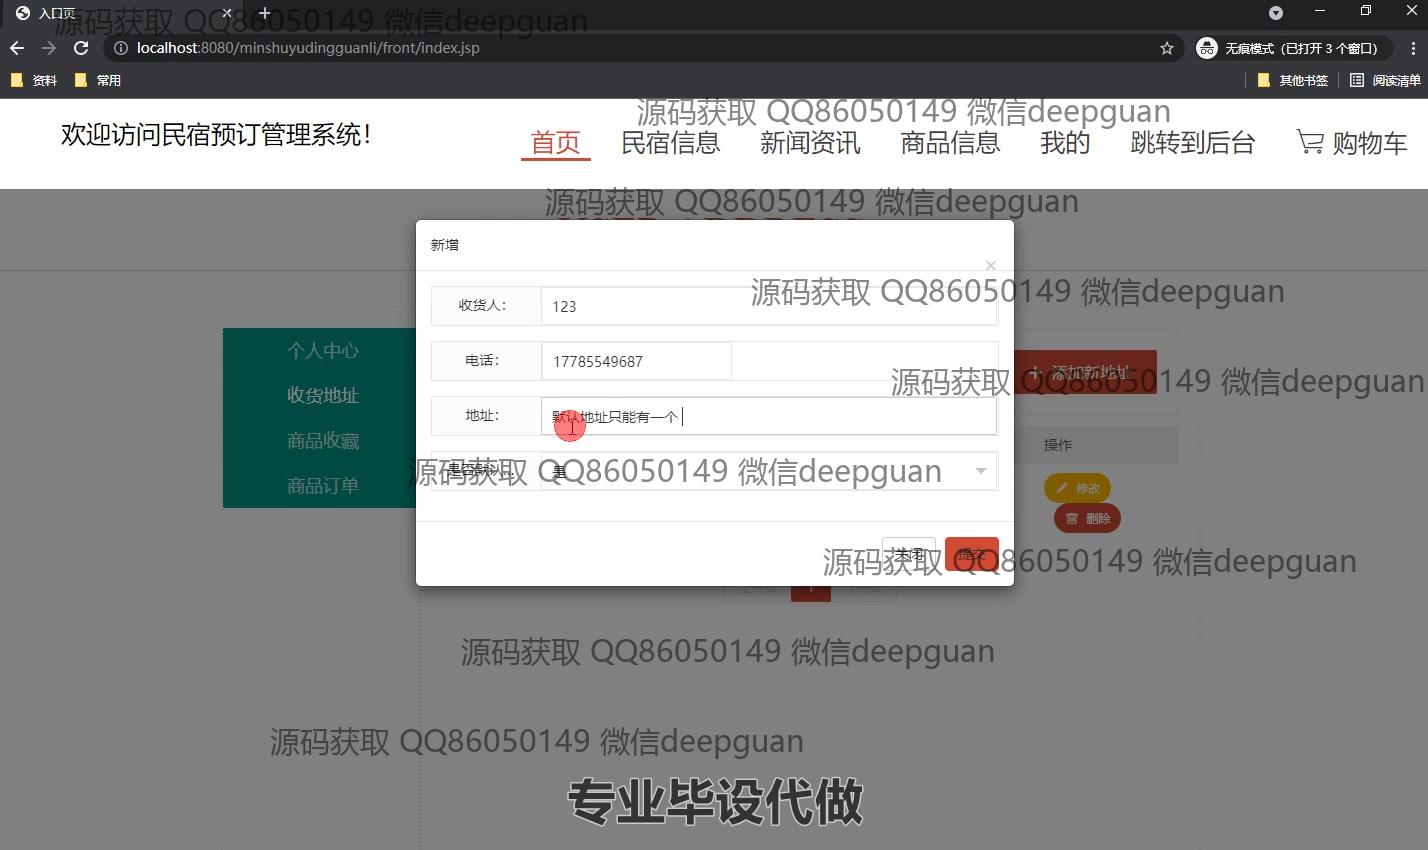 入口页
localhost:8080/minshuyudingguanli/front/index.jsp
无痕模式（已打开 3 个窗口）
资料
常用
其他书签
阅读清单
源码获取 QQ86050149 微信deepguan
欢迎访问民宿预订管理系统！
首页
民宿信息
新闻资讯
商品信息
我的
跳转到后台
购物车
源码获取 QQ86050149 微信deepguan
源码获取 QQ86050149 微信deepguan
新增
×
源码获取 QQ86050149 微信deepguan
收货人：
123
个人中心
电话：
17785549687
添加新地址
源码获取 QQ86050149 微信deepguan
收货地址
地址：
默认地址只能有一个
商品收藏
操作
是否默认
是
源码获取 QQ86050149 微信deepguan
商品订单
修改
删除
关闭
提交
源码获取 QQ86050149 微信deepguan
上一页
1
下一页
源码获取 QQ86050149 微信deepguan
源码获取 QQ86050149 微信deepguan
专业毕设代做